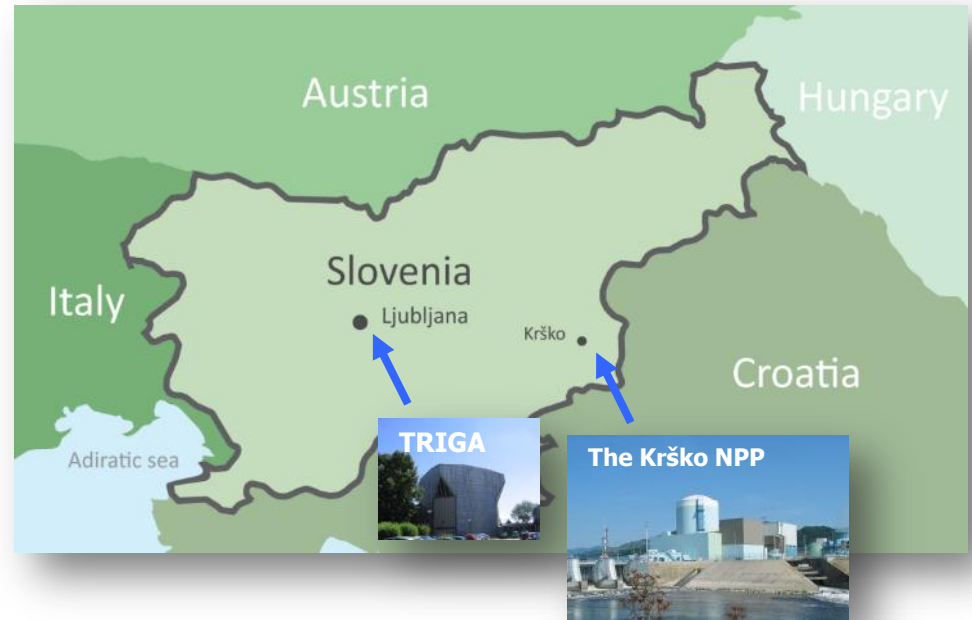 Austria
Hungary
Slovenia
Italy
Ljubljana
Krško
Croatia
Adiratic sea
TRIGA
The Krško NPP